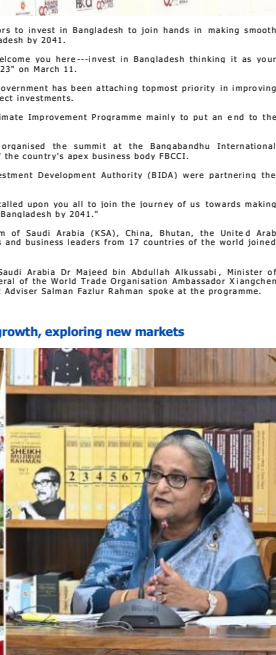 ors to invest in Bangladesh to join hands in making smooth
adesh by 2041.
elcome you here---invest in Bangladesh thinking it as your
23" on March 11.
overnment has been attaching topmost priority in improving
ect investments.
imate Improvement Programme mainly to put an end to the
organised the summit at the Bangabandhu International
f the country's apex business body FBCCI.
estment Development Authority (BIDA) were partnering the
called upon you all to join the journey of us towards making
Bangladesh by 2041."
m of Saudi Arabia (KSA), China, Bhutan, the United Arab
s and business leaders from 17 countries of the world joined
Saudi Arabia Dr Majeed bin Abdullah Alkussabi, Minister of
eral of the World Trade Organisation Ambassador Xiangchen
t Adviser Salman Fazlur Rahman spoke at the programme.
growth, exploring new markets
SHEIKH
MUJIBUR
RAHMAN
2 3 4 5 6 7
BOSCH